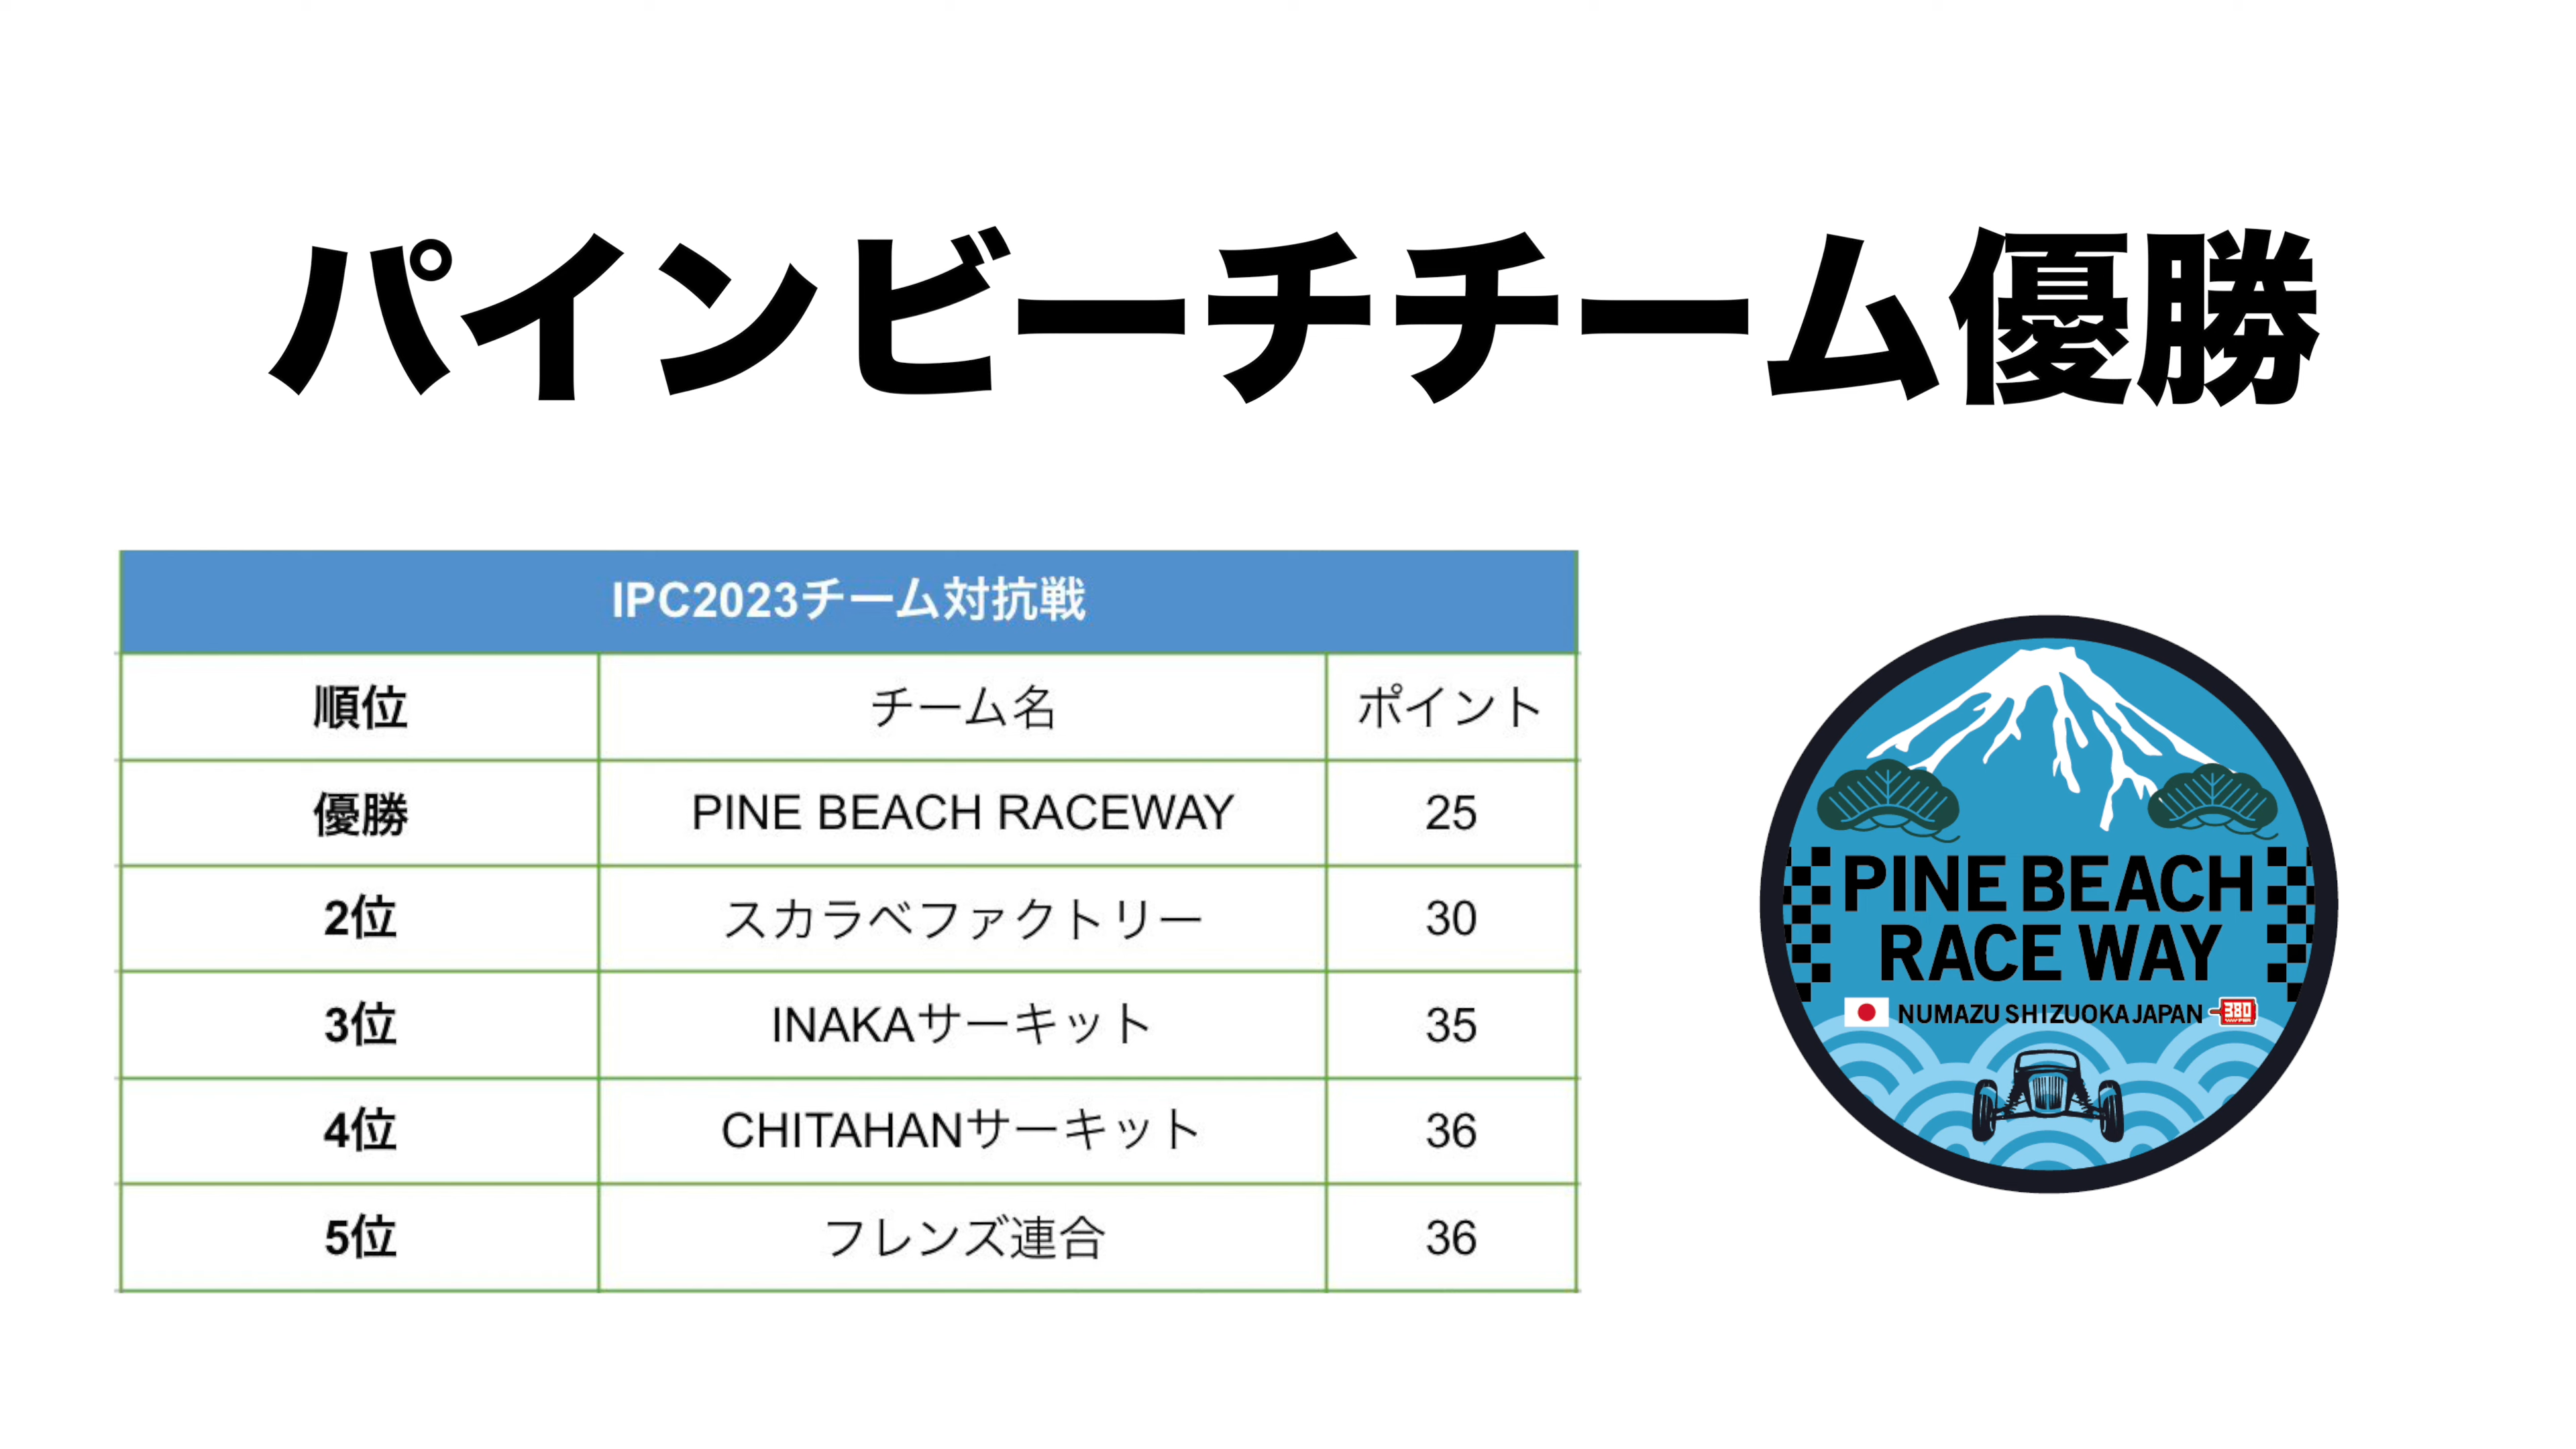 パインビーチチーム優勝
IPC2023チーム対抗戦
順位 チーム名 ポイント
優勝 PINE BEACH RACEWAY 25
2位 スカラベファクトリー 30
3位 INAKAサーキット 35
4位 CHITAHANサーキット 36
5位 フレンズ連合 36
PINE BEACH
RACE WAY
NUMAZU SHIZUOKA JAPAN 380